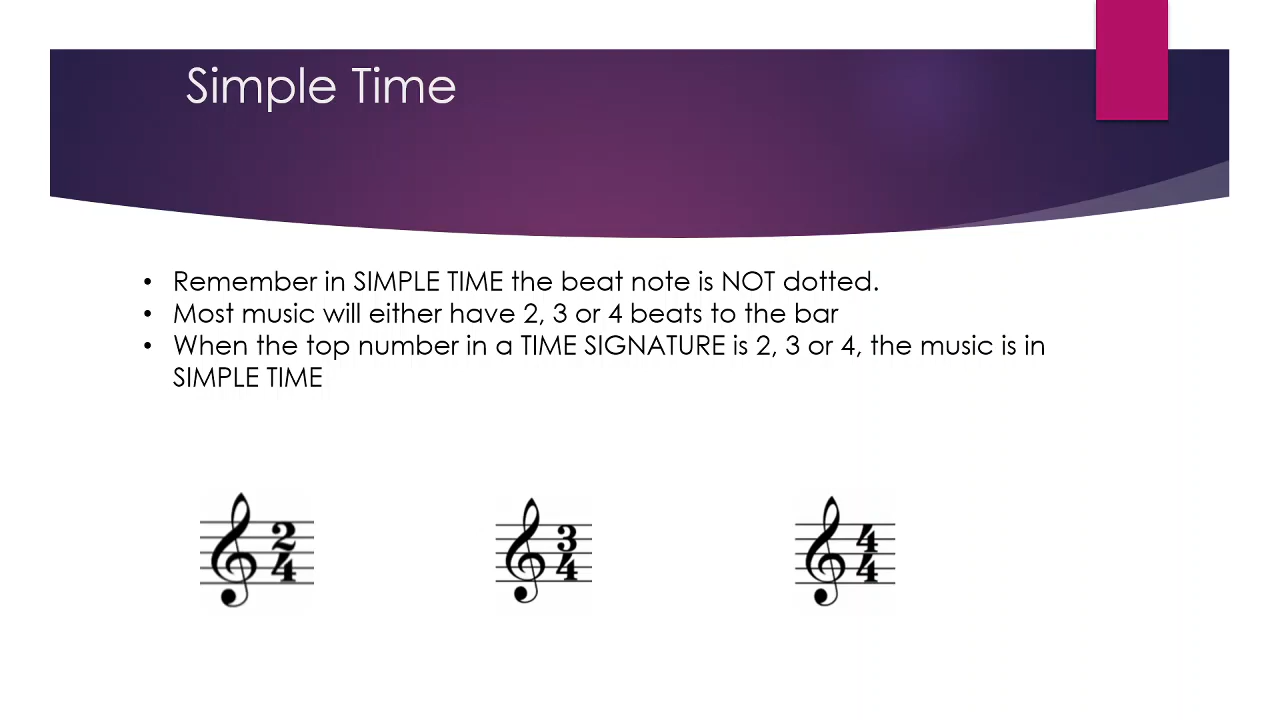 Simple Time
• Remember in SIMPLE TIME the beat note is NOT dotted.
• Most music will either have 2, 3 or 4 beats to the bar
• When the top number in a TIME SIGNATURE is 2, 3 or 4, the music is in
SIMPLE TIME
2 3 4
4 4 4